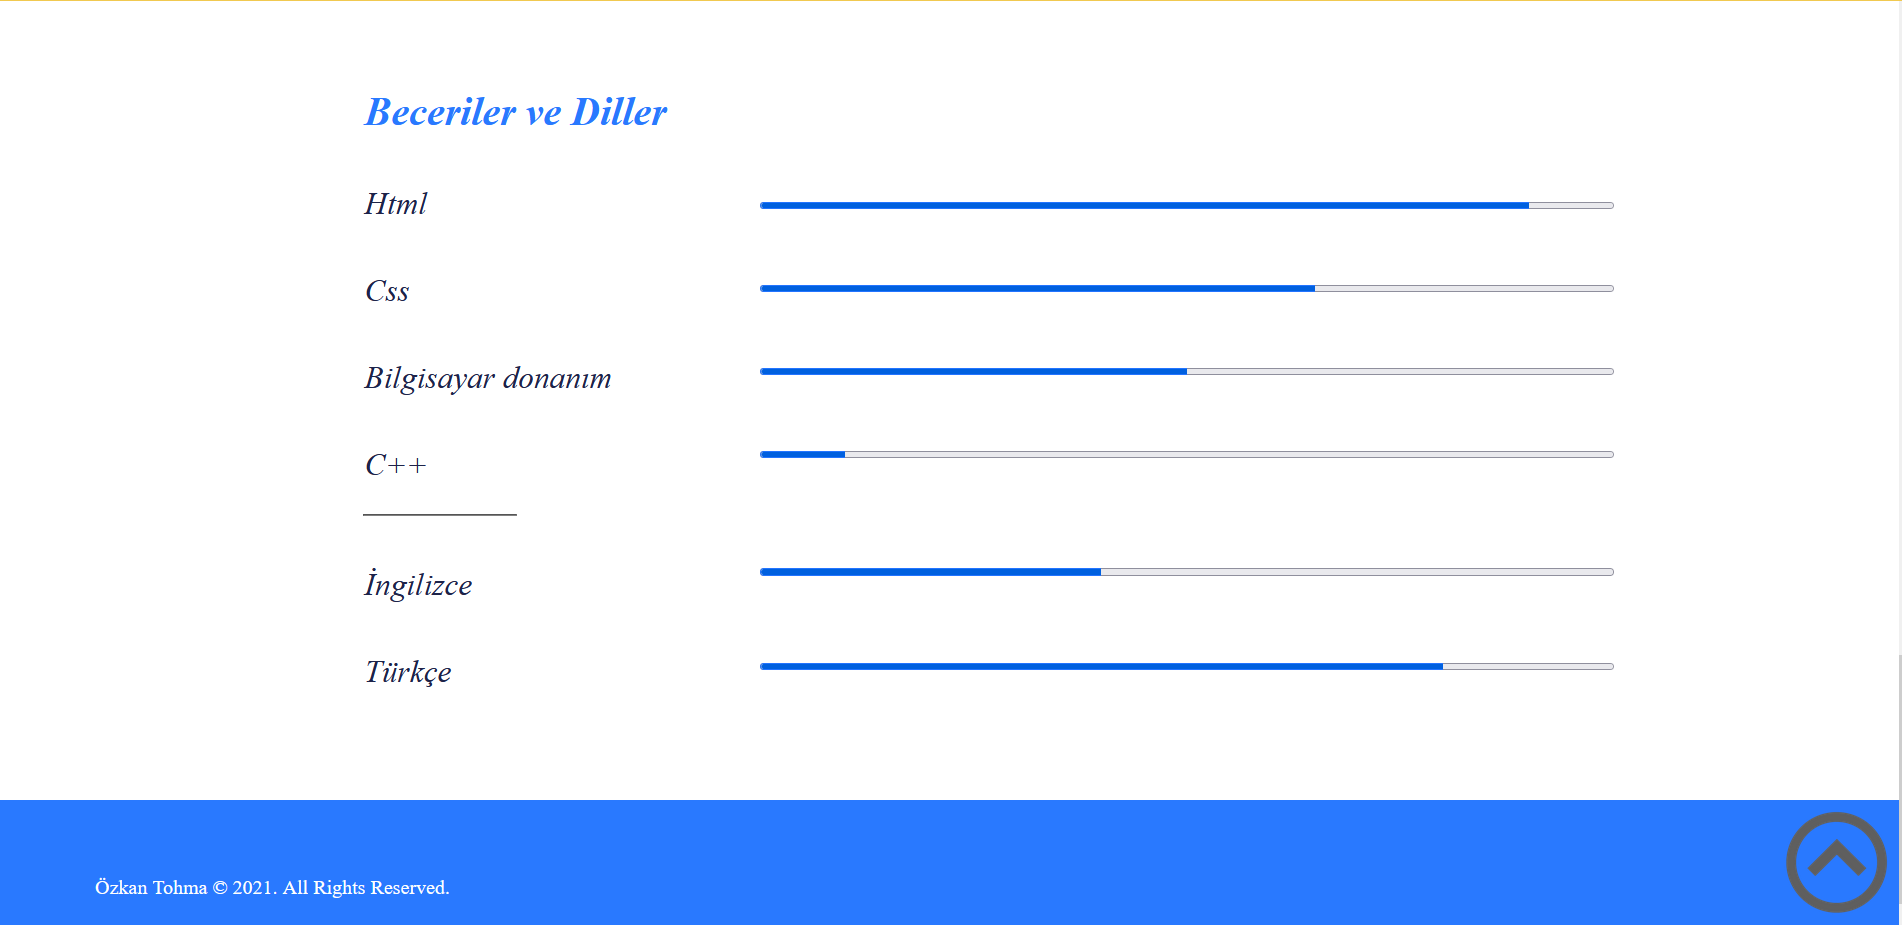 Beceriler ve Diller
Html
Css
Bilgisayar donanım
C++
İngilizce
Türkçe
Özkan Tohma © 2021. All Rights Reserved.